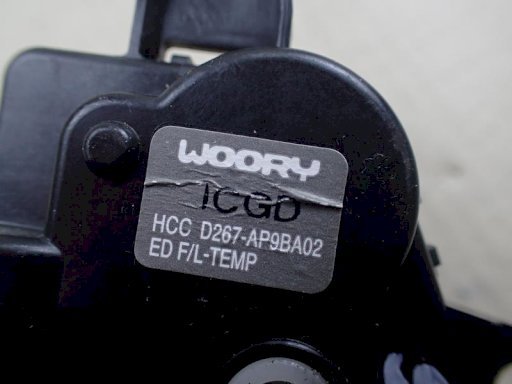 WOORY
ICGD
HCC D267-AP9BA02
ED F/L-TEMP